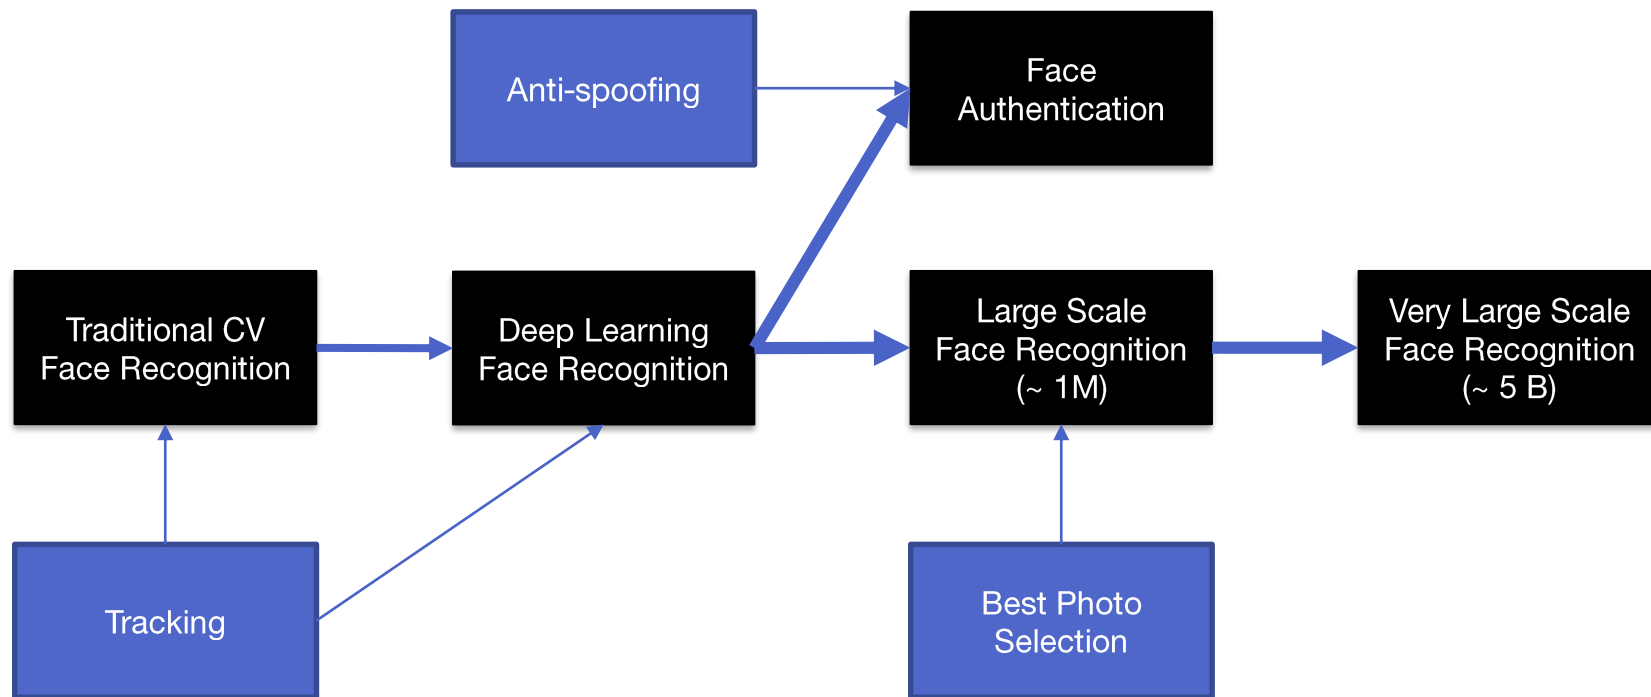 Anti-spoofing
Face
Authentication
Traditional CV
Face Recognition
Deep Learning
Face Recognition
Large Scale
Face Recognition
(~ 1M)
Very Large Scale
Face Recognition
(~ 5 B)
Tracking
Best Photo
Selection